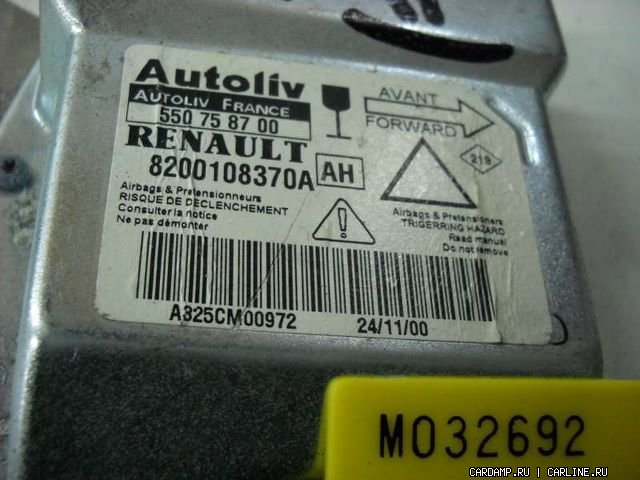 Autoliv
AUTOLIV FRANCE
550 75 87 00
RENAULT
8200108370A
AH
AVANT
FORWARD
219
Airbags & Pretensionneurs
RISQUE DE DECLENCHEMENT
Consulter la notice
Ne pas démonter
Airbags & Pretensioners
TRIGERRING HAZARD
Read manual
Do not remove
A325CM00972
24/11/00
M032692
CARDAMP.RU | CARLINE.RU